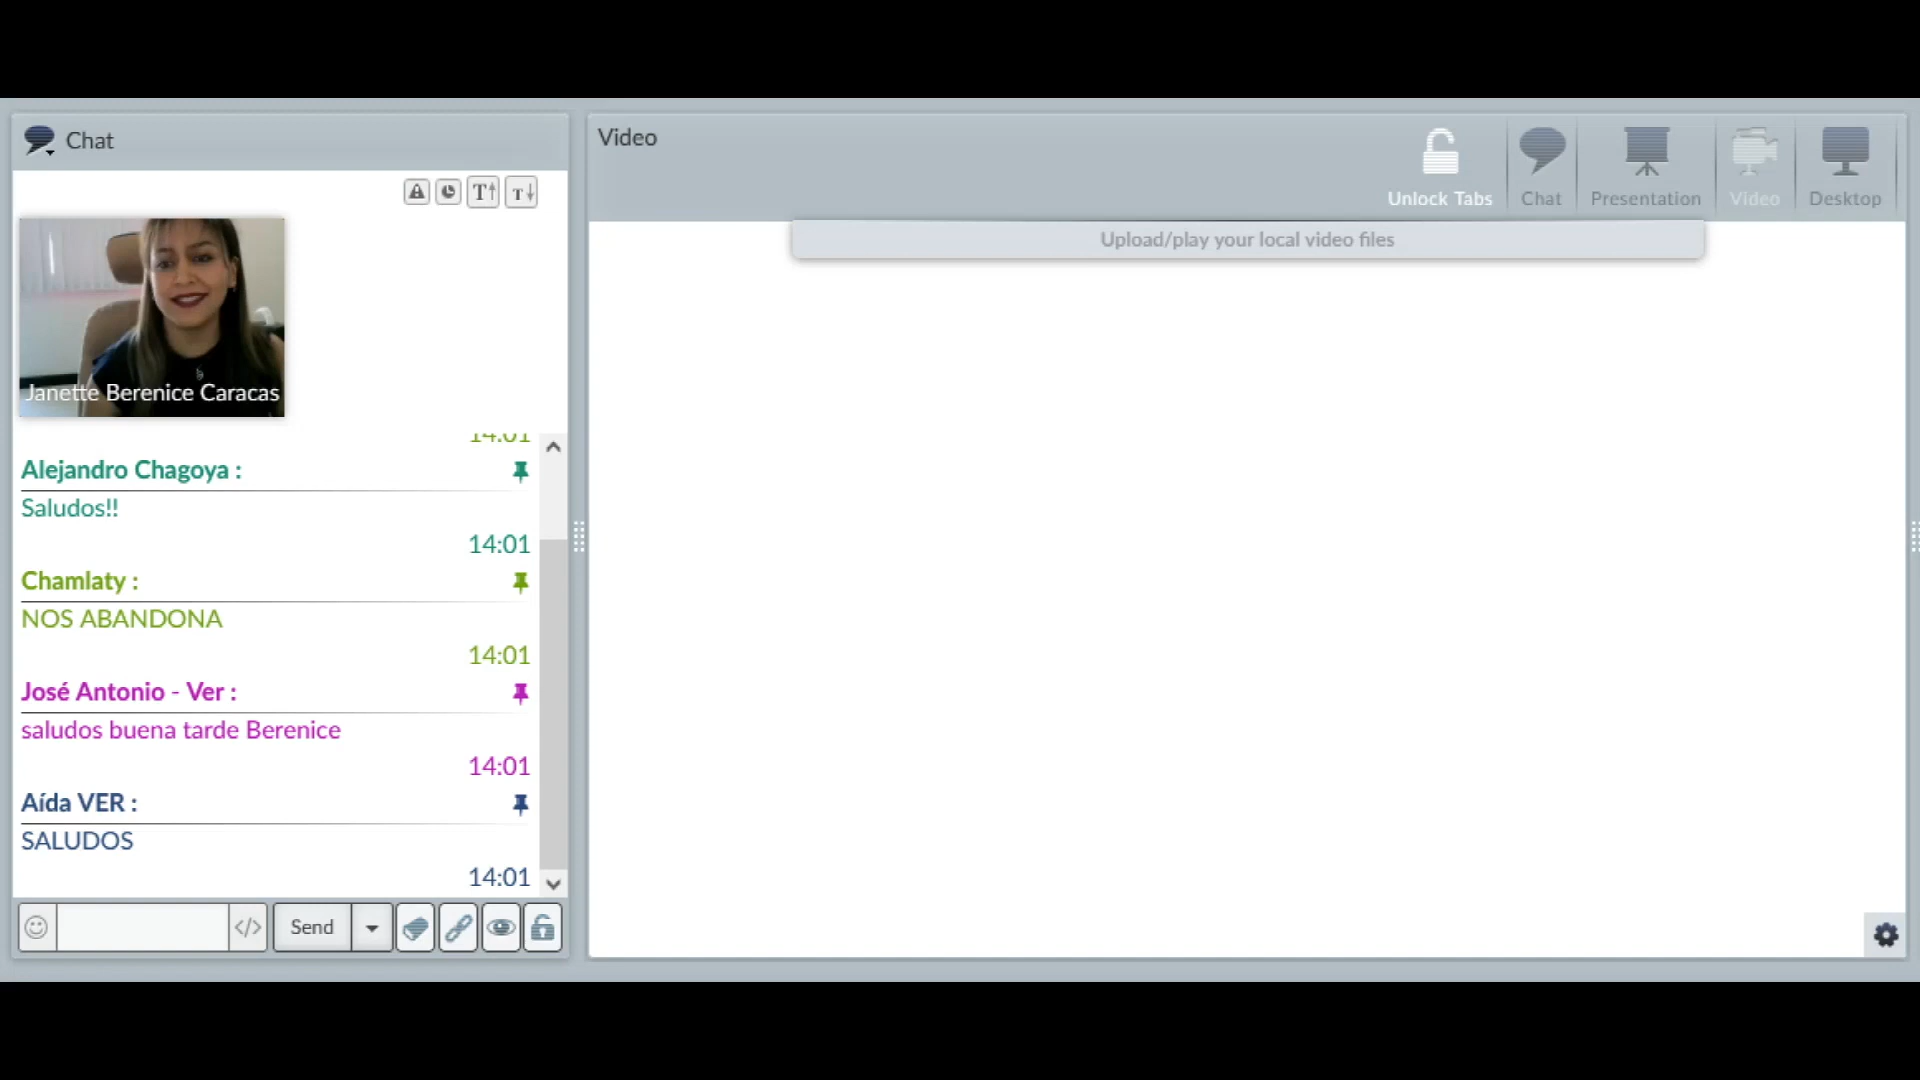 Chat
Video
Unlock Tabs
Chat
Presentation
Video
Desktop
Upload/play your local video files
T T
Janette Berenice Caracas
14:01
Alejandro Chagoya :
Saludos!!
14:01
Chamlaty :
NOS ABANDONA
14:01
José Antonio - Ver :
saludos buena tarde Berenice
14:01
Aída VER :
SALUDOS
14:01
</> Send